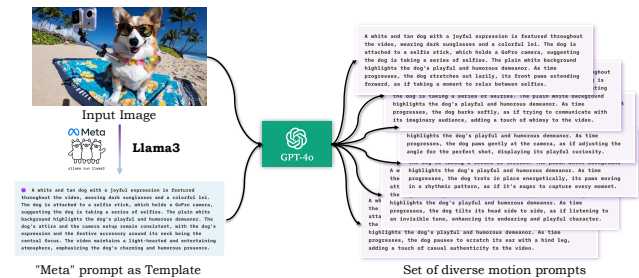 Input Image
Meta
ollama run llama3
Llama3
A white and tan dog with a joyful expression is featured
throughout the video, wearing dark sunglasses and a colorful lei.
The dog is attached to a selfie stick, which holds a GoPro camera,
suggesting the dog is taking a series of selfies. The plain white
background highlights the dog's playful and humorous demeanor. The
dog's attire and the camera setup remain consistent, with the dog's
expression and the festive accessory around its neck being the
central focus. The video maintains a light-hearted and entertaining
atmosphere, emphasizing the dog's charming and humorous presence.
"Meta" prompt as Template
GPT-4o
A white and tan dog with a joyful expression is featured throughout
the video, wearing dark sunglasses and a colorful lei. The dog is
attached to a selfie stick, which holds a GoPro camera, suggesting
the dog is taking a series of selfies. The plain white background
highlights the dog's playful and humorous demeanor. As time
progresses, the dog stretches out lazily, its front paws extending
forward, as if taking a moment to relax between selfies.
the dog is taking a series of selfies. The plain white background
highlights the dog's playful and humorous demeanor. As time
progresses, the dog barks softly, as if trying to communicate with
its imaginary audience, adding a touch of whimsy to the video.
highlights the dog's playful and humorous demeanor. As time
progresses, the dog paws gently at the camera, as if adjusting the
angle for the perfect shot, displaying its playful curiosity.
highlights the dog's playful and humorous demeanor. As time
progresses, the dog trots in place energetically, its paws moving
in a rhythmic pattern, as if it's eager to capture every moment.
highlights the dog's playful and humorous demeanor. As time
progresses, the dog tilts its head side to side, as if listening to
an invisible tune, enhancing its endearing and playful character.
highlights the dog's playful and humorous demeanor. As time
progresses, the dog pauses to scratch its ear with a hind leg,
adding a touch of casual authenticity to the video.
Set of diverse motion prompts